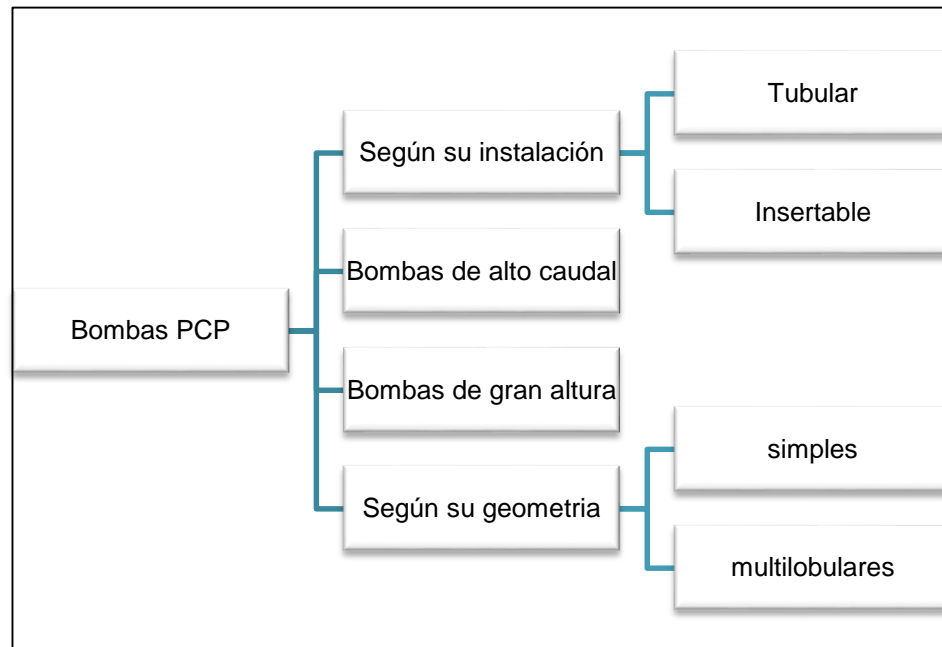 Bombas PCP
Según su instalación
Tubular
Insertable
Bombas de alto caudal
Bombas de gran altura
Según su geometria
simples
multilobulares